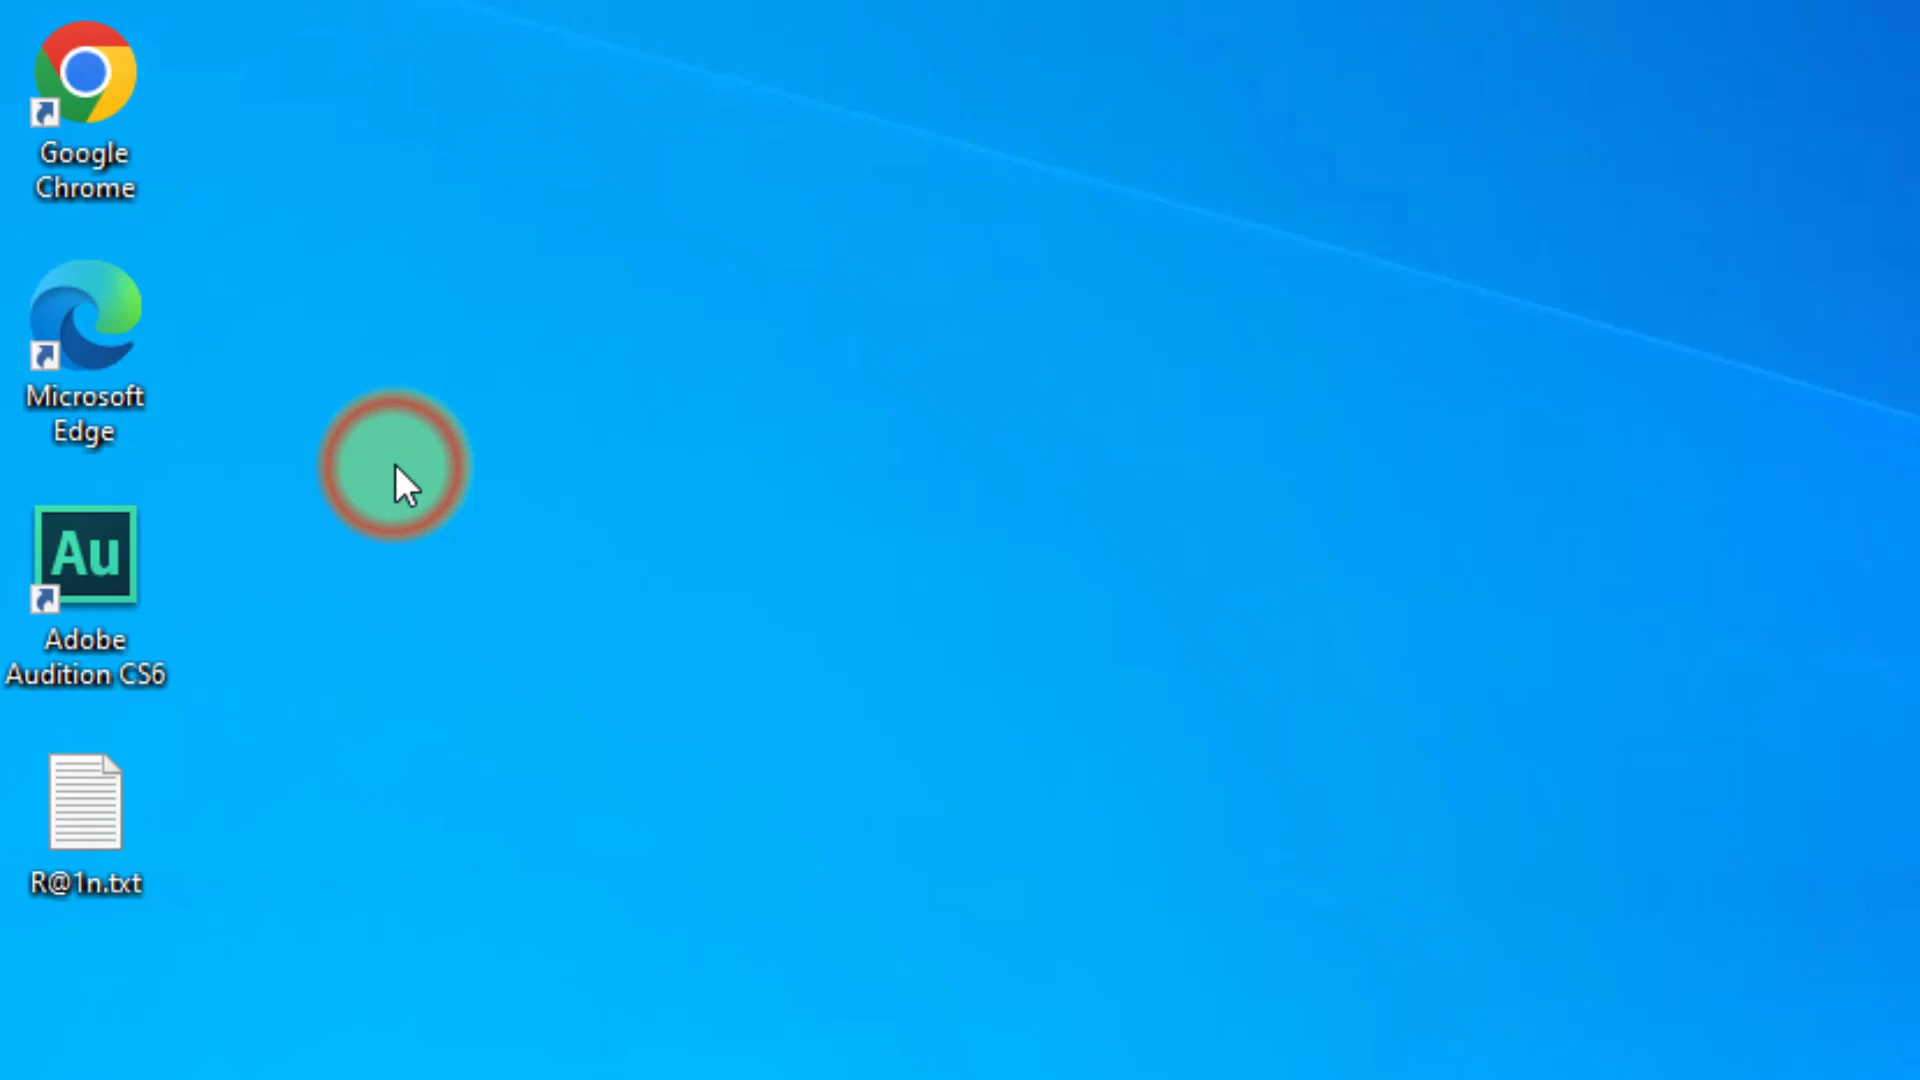 Google
Chrome
Microsoft
Edge
Au
Adobe
Audition CS6
R@1n.txt